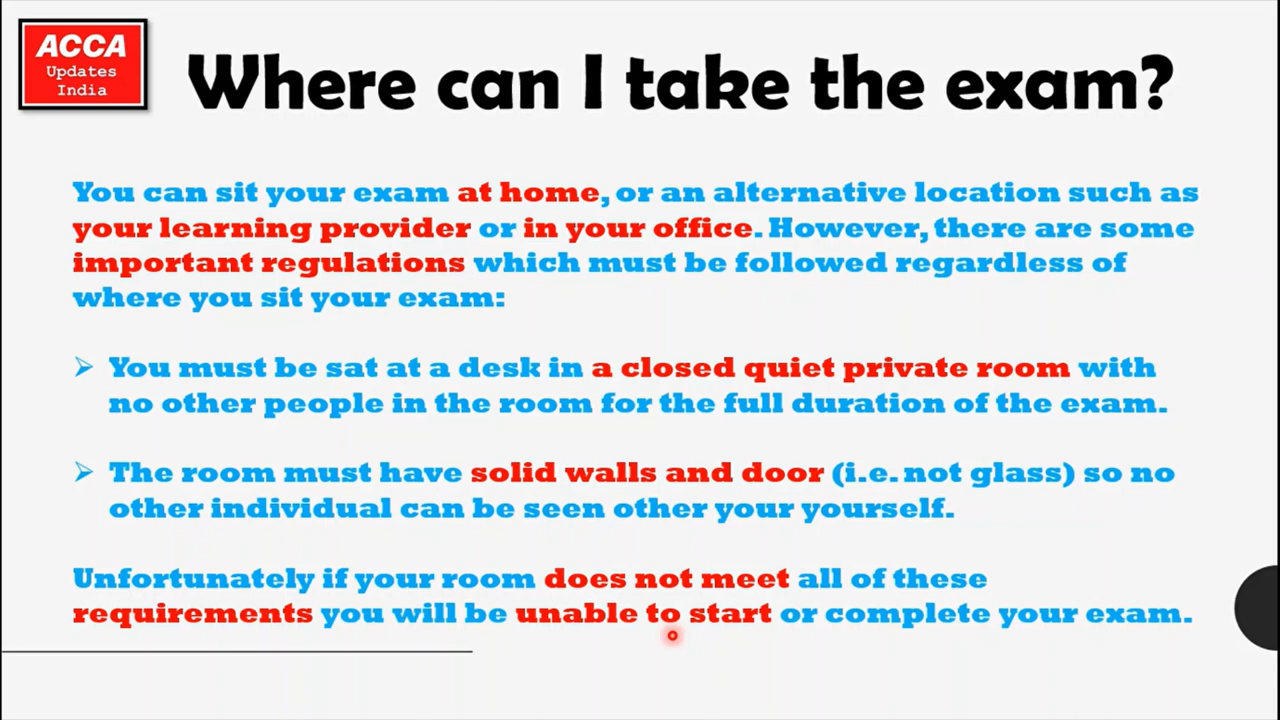 ACCA
Updates
India
Where can I take the exam?
You can sit your exam at home, or an alternative location such as
your learning provider or in your office. However, there are some
important regulations which must be followed regardless of
where you sit your exam:
You must be sat at a desk in a closed quiet private room with
no other people in the room for the full duration of the exam.
The room must have solid walls and door (i.e. not glass) so no
other individual can be seen other your yourself.
Unfortunately if your room does not meet all of these
requirements you will be unable to start or complete your exam.